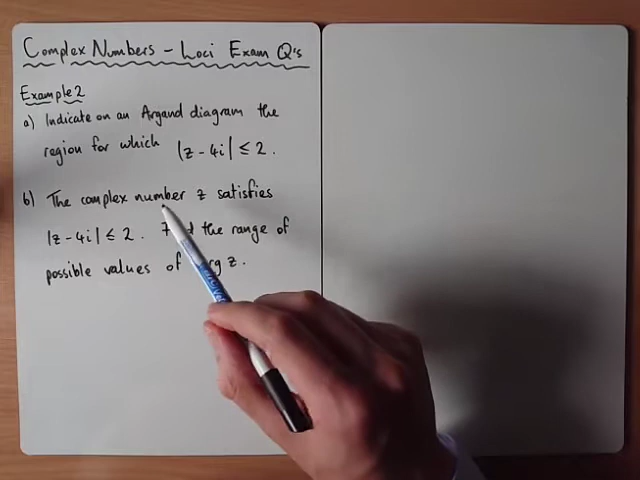 Complex Numbers - Loci Exam Q's
Example 2
a) Indicate on an Argand diagram the
region for which |z - 4i| ≤ 2.
b) The complex number z satisfies
|z - 4i| ≤ 2. the range of
possible values of z.